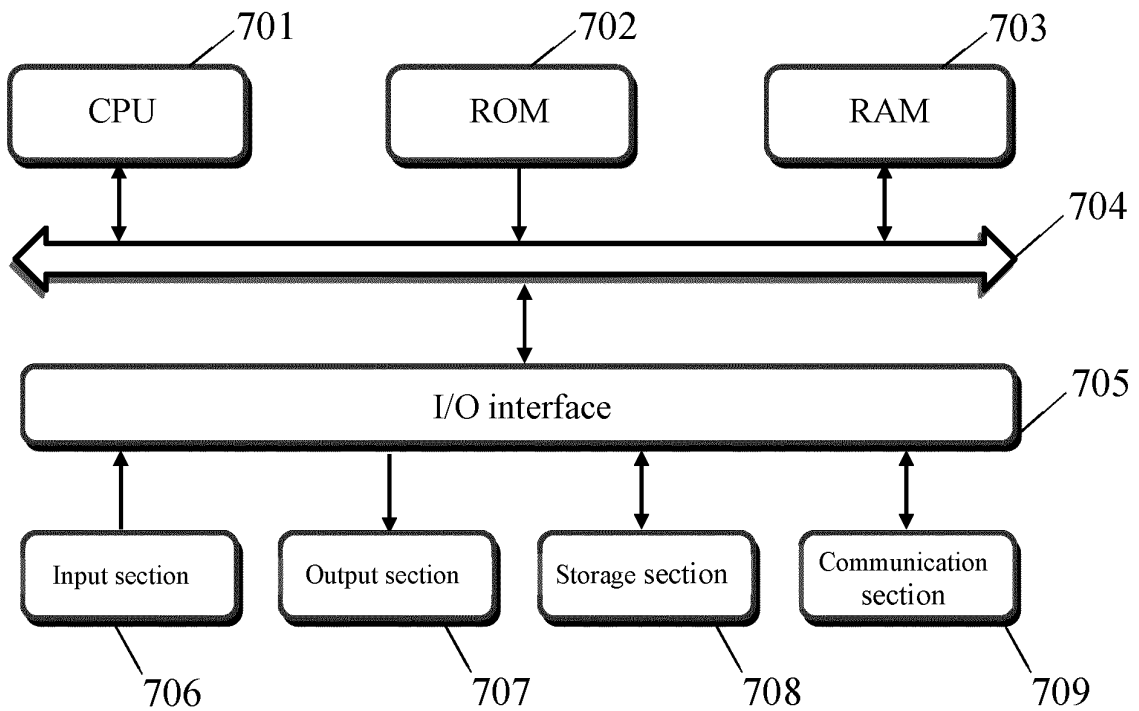 701
702
703
CPU
ROM
RAM
704
I/O interface
705
Input section
Output section
Storage section
Communication
section
706
707
708
709